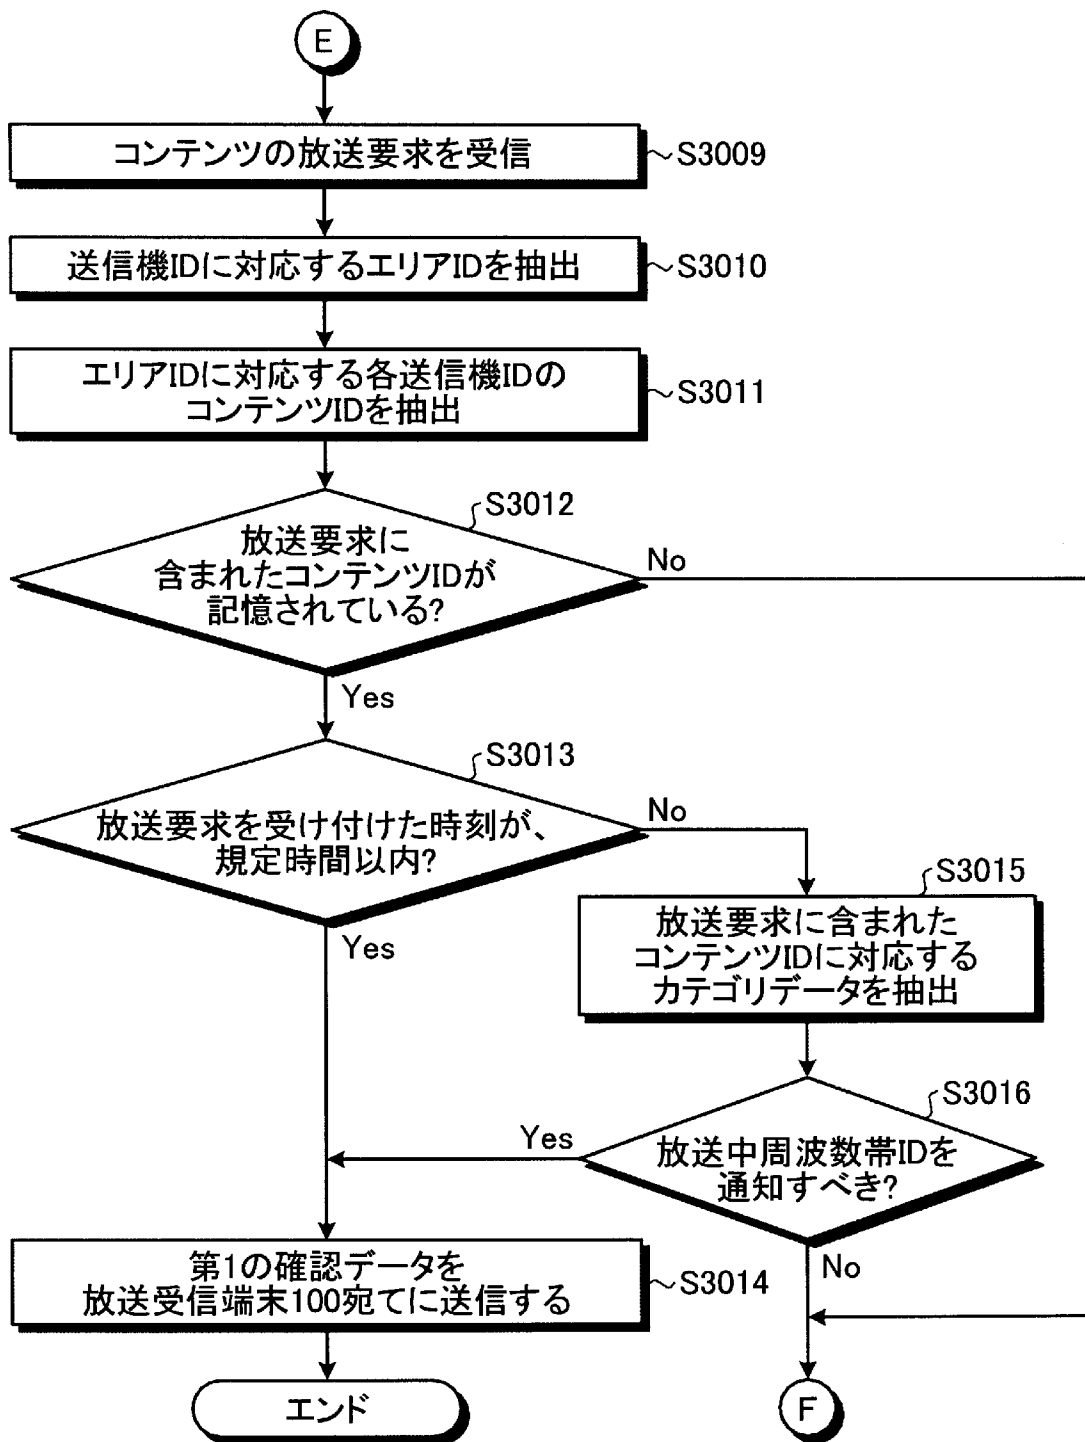 E
コンテンツの放送要求を受信
S3009
送信機IDに対応するエリアIDを抽出
S3010
エリアIDに対応する各送信機IDの
コンテンツIDを抽出
S3011
S3012
放送要求に
含まれたコンテンツIDが
記憶されている?
No
Yes
S3013
放送要求を受け付けた時刻が、
規定時間以内?
No
Yes
S3015
放送要求に含まれた
コンテンツIDに対応する
カテゴリデータを抽出
S3016
放送中周波数帯IDを
通知すべき?
Yes
No
第1の確認データを
放送受信端末100宛てに送信する
S3014
エンド
F